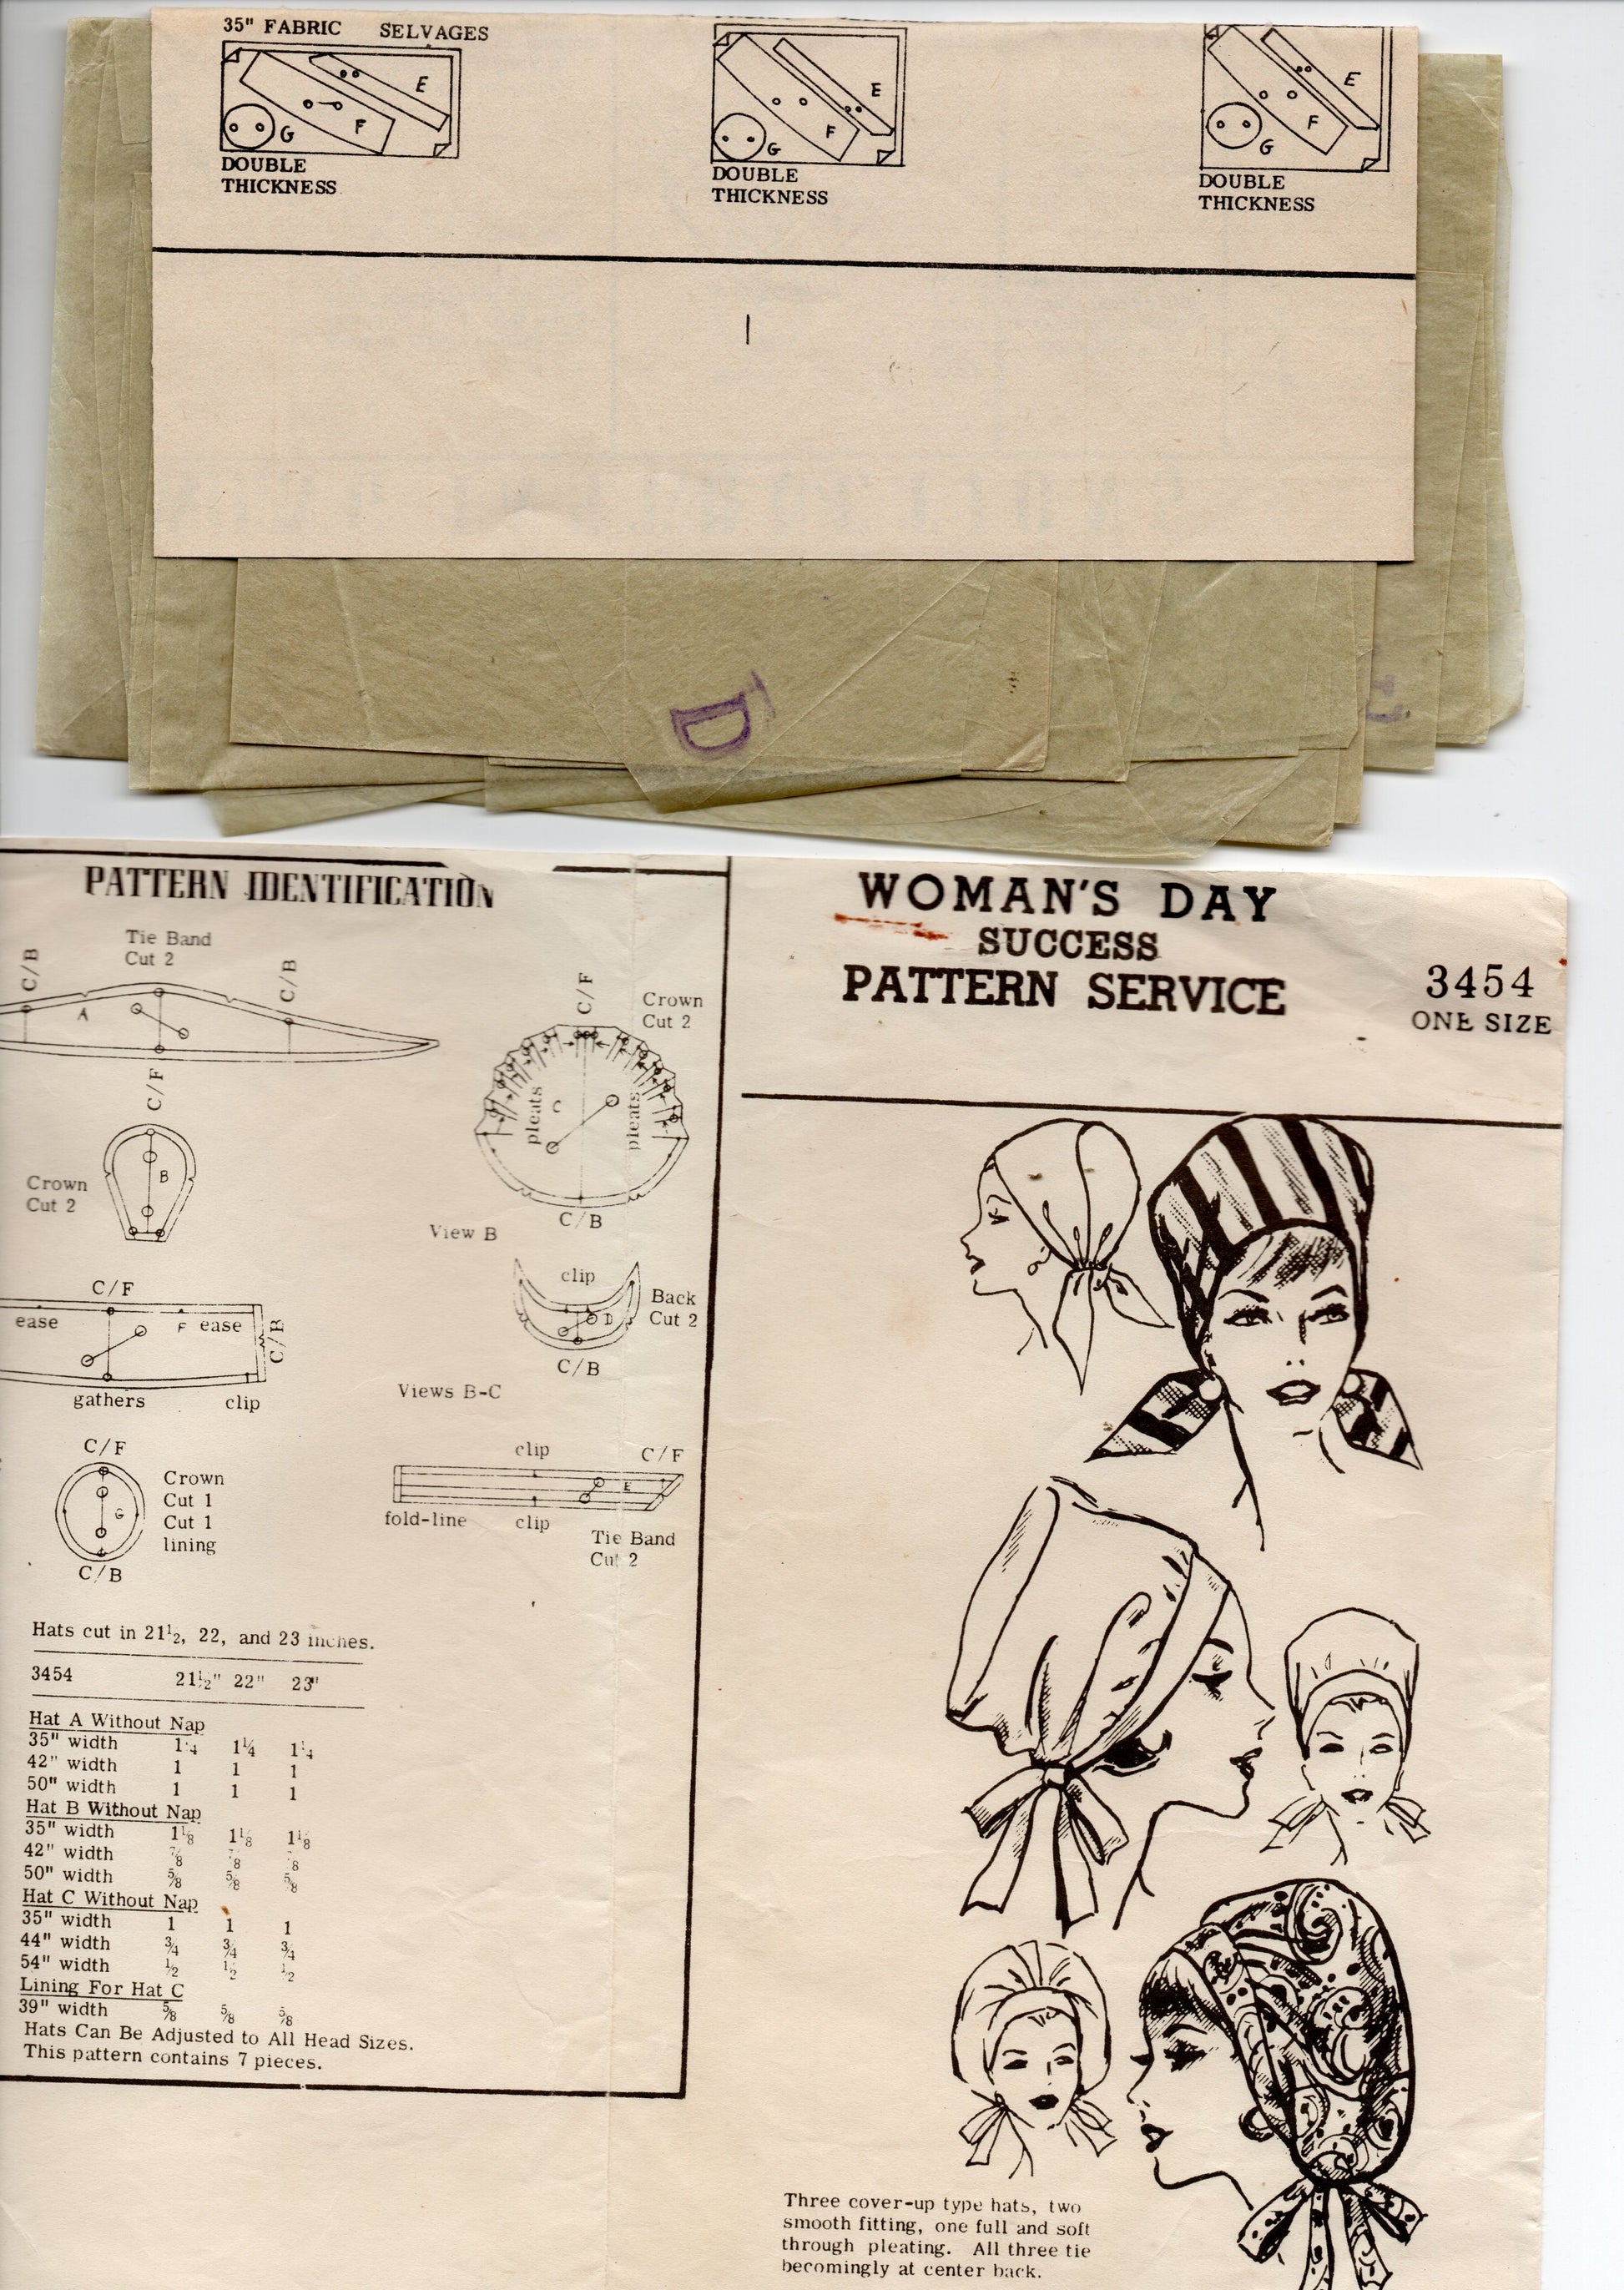 35" FABRIC SELVAGES
E
F
G
DOUBLE
THICKNESS
E
F
G
DOUBLE
THICKNESS
E
F
G
DOUBLE
THICKNESS
D
PATTERN IDENTIFICATION
Tie Band
Cut 2
C/B
C/B
A
C/F
C/F
Crown
Cut 2
pleats
C
pleats
C/B
View B
Crown
Cut 2
B
clip
D
Back
Cut 2
C/B
Views B-C
C/F
ease
F
ease
C/B
gathers
clip
C/F
G
Crown
Cut 1
Cut 1
lining
C/B
clip
C/F
E
fold-line
clip
Tie Band
Cut 2
Hats cut in 21½, 22, and 23 inches.
3454 21½" 22" 23"
Hat A Without Nap
35" width 1¼ 1¼ 1¼
42" width 1 1 1
50" width 1 1 1
Hat B Without Nap
35" width 1⅛ 1⅛ 1⅛
42" width ⅞ ⅞ ⅞
50" width ⅝ ⅝ ⅝
Hat C Without Nap
35" width 1 1 1
44" width ¾ ¾ ¾
54" width ½ ½ ½
Lining For Hat C
39" width ⅝ ⅝ ⅝
Hats Can Be Adjusted to All Head Sizes.
This pattern contains 7 pieces.
WOMAN'S DAY
SUCCESS
PATTERN SERVICE
3454
ONE SIZE
Three cover-up type hats, two
smooth fitting, one full and soft
through pleating. All three tie
becomingly at center back.